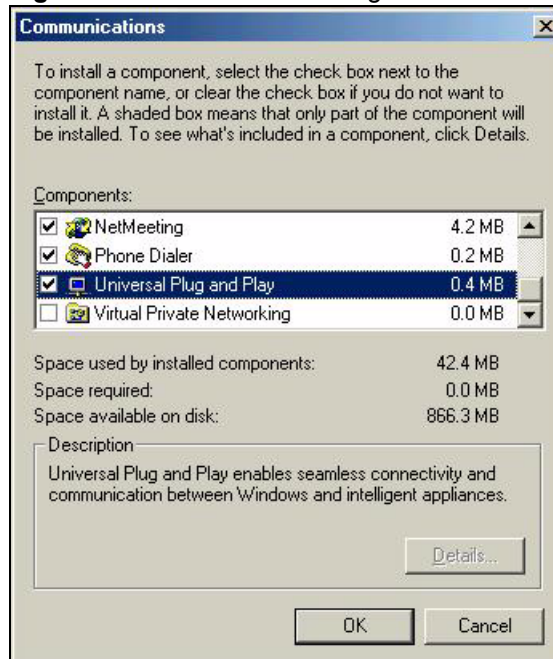 Communications
To install a component, select the check box next to the
component name, or clear the check box if you do not want to
install it. A shaded box means that only part of the component will
be installed. To see what's included in a component, click Details.
Components:
NetMeeting 4.2 MB
Phone Dialer 0.2 MB
Universal Plug and Play 0.4 MB
Virtual Private Networking 0.0 MB
Space used by installed components: 42.4 MB
Space required: 0.0 MB
Space available on disk: 866.3 MB
Description
Universal Plug and Play enables seamless connectivity and
communication between Windows and intelligent appliances.
Details...
OK Cancel